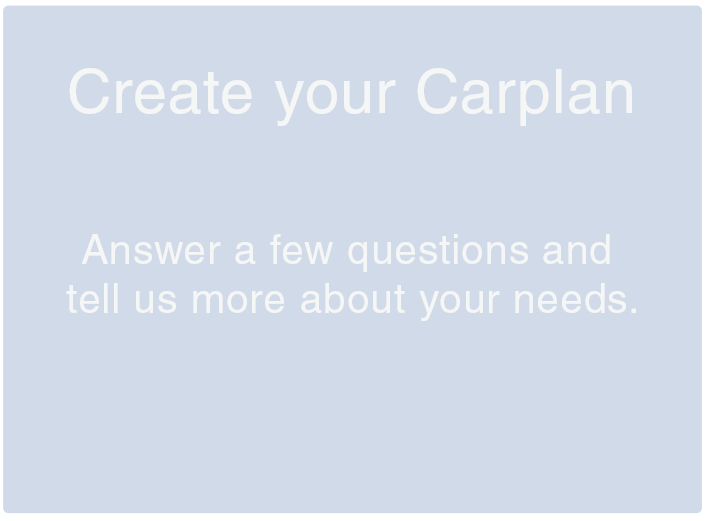 Create your Carplan
Answer a few questions and
tell us more about your needs.